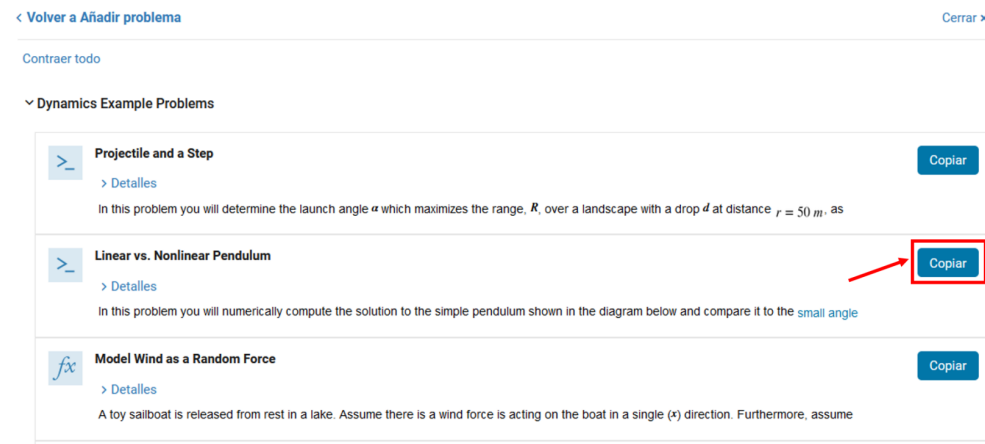 < Volver a Añadir problema
Cerrar ×
Contraer todo
Dynamics Example Problems
>_ Projectile and a Step
Copiar
> Detalles
In this problem you will determine the launch angle α which maximizes the range, R, over a landscape with a drop d at distance r = 50 m, as
>_ Linear vs. Nonlinear Pendulum
Copiar
> Detalles
In this problem you will numerically compute the solution to the simple pendulum shown in the diagram below and compare it to the small angle
fx Model Wind as a Random Force
Copiar
> Detalles
A toy sailboat is released from rest in a lake. Assume there is a wind force is acting on the boat in a single (x) direction. Furthermore, assume